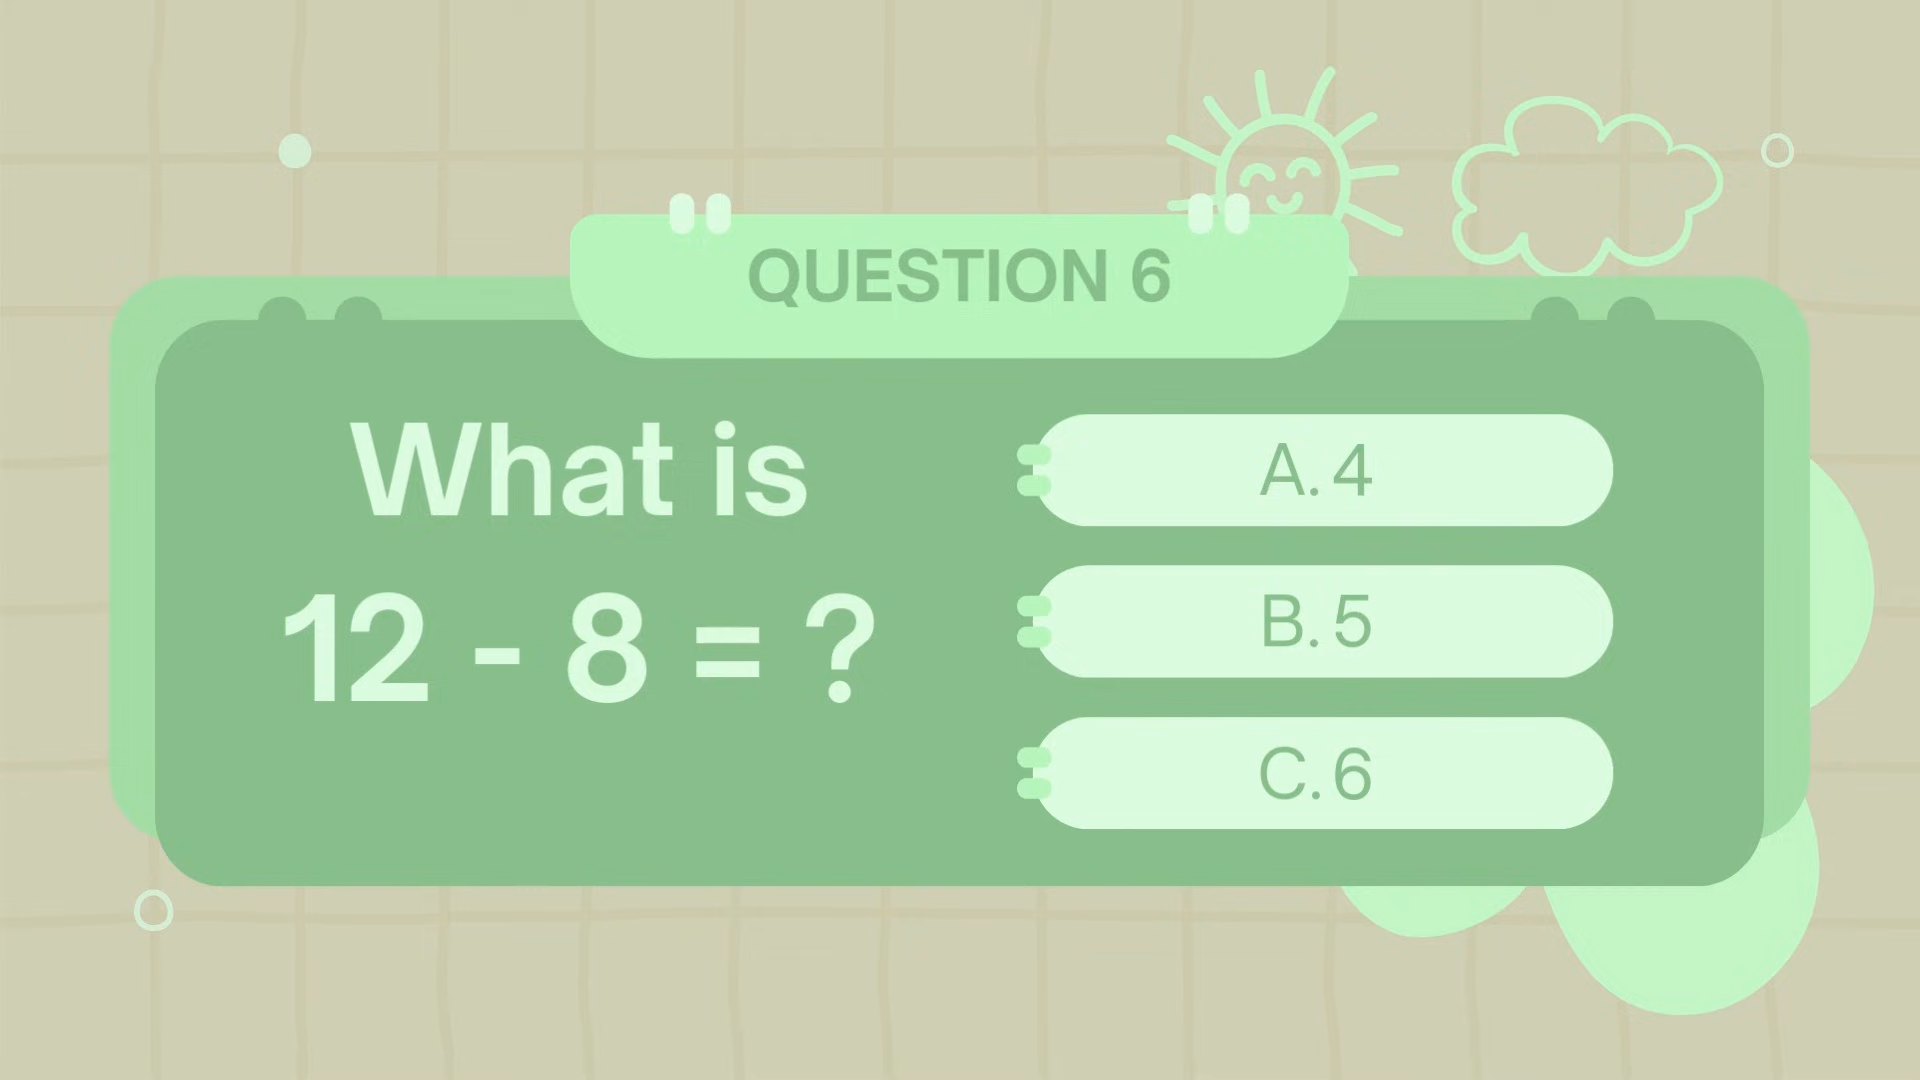 QUESTION 6
What is
12 - 8 = ?
A. 4
B. 5
C. 6